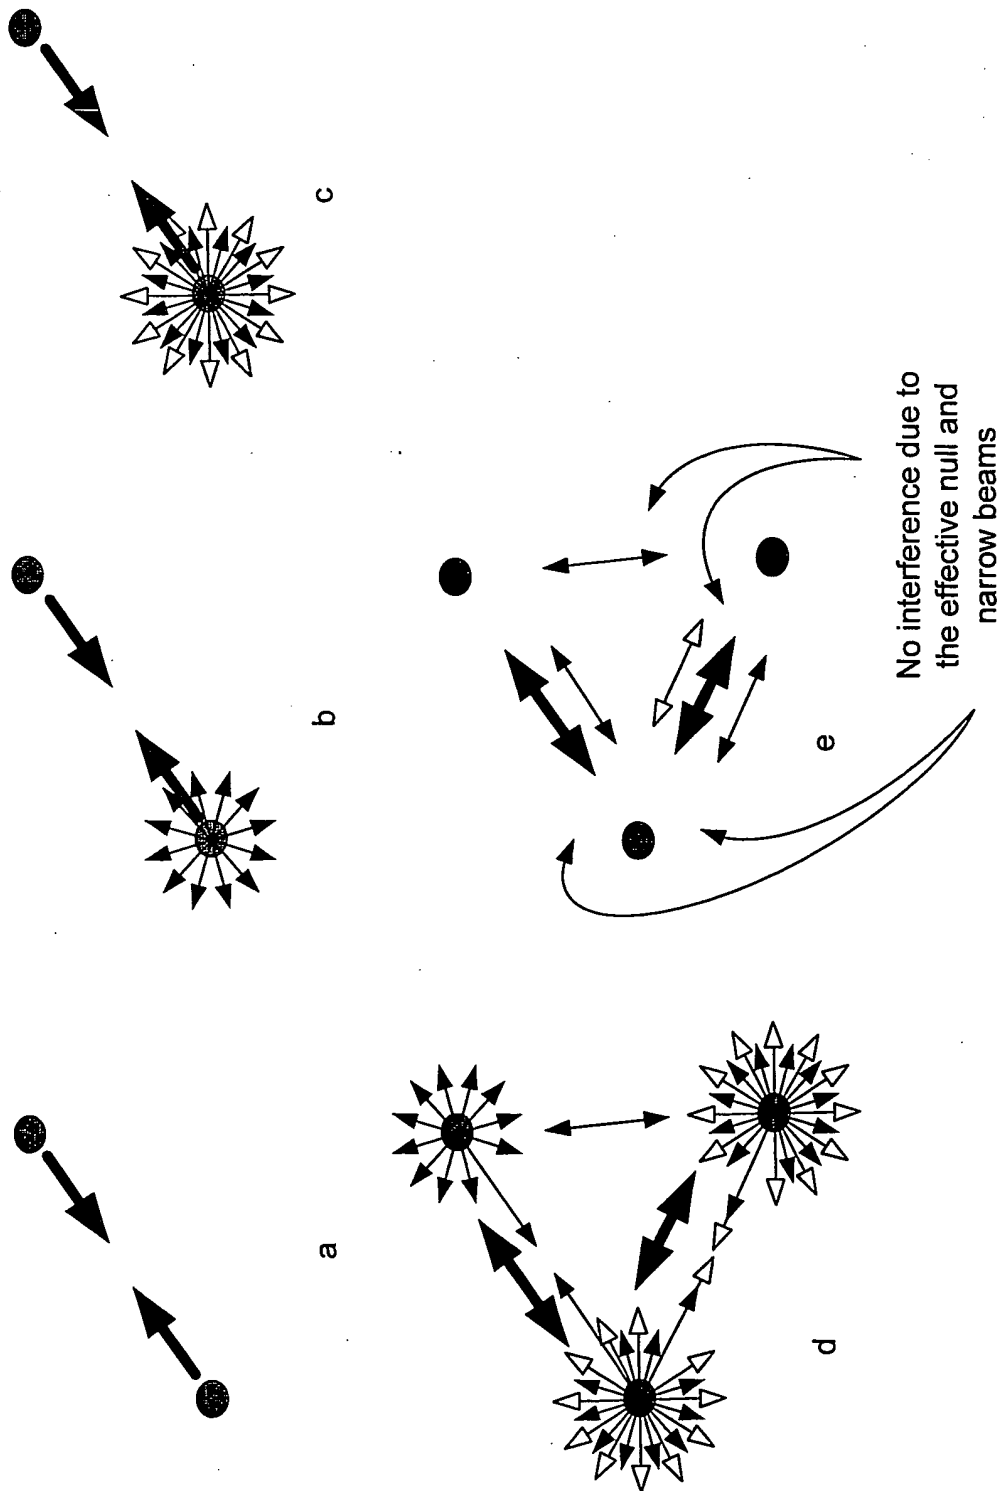 a
b
c
d
e
No interference due to
the effective null and
narrow beams